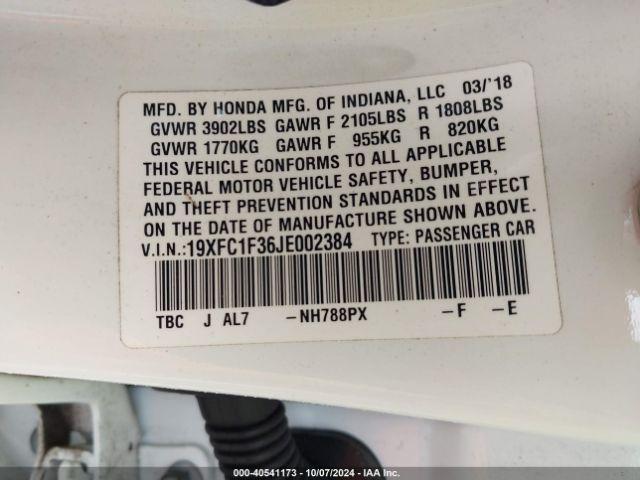 MFD. BY HONDA MFG. OF INDIANA, LLC 03/'18
GVWR 3902LBS GAWR F 2105LBS R 1808LBS
GVWR 1770KG GAWR F 955KG R 820KG
THIS VEHICLE CONFORMS TO ALL APPLICABLE
FEDERAL MOTOR VEHICLE SAFETY, BUMPER,
AND THEFT PREVENTION STANDARDS IN EFFECT
ON THE DATE OF MANUFACTURE SHOWN ABOVE.
V.I.N.:19XFC1F36JE002384 TYPE: PASSENGER CAR
TBC J AL7 -NH788PX -F -E
000-40541173 - 10/07/2024 - IAA Inc.